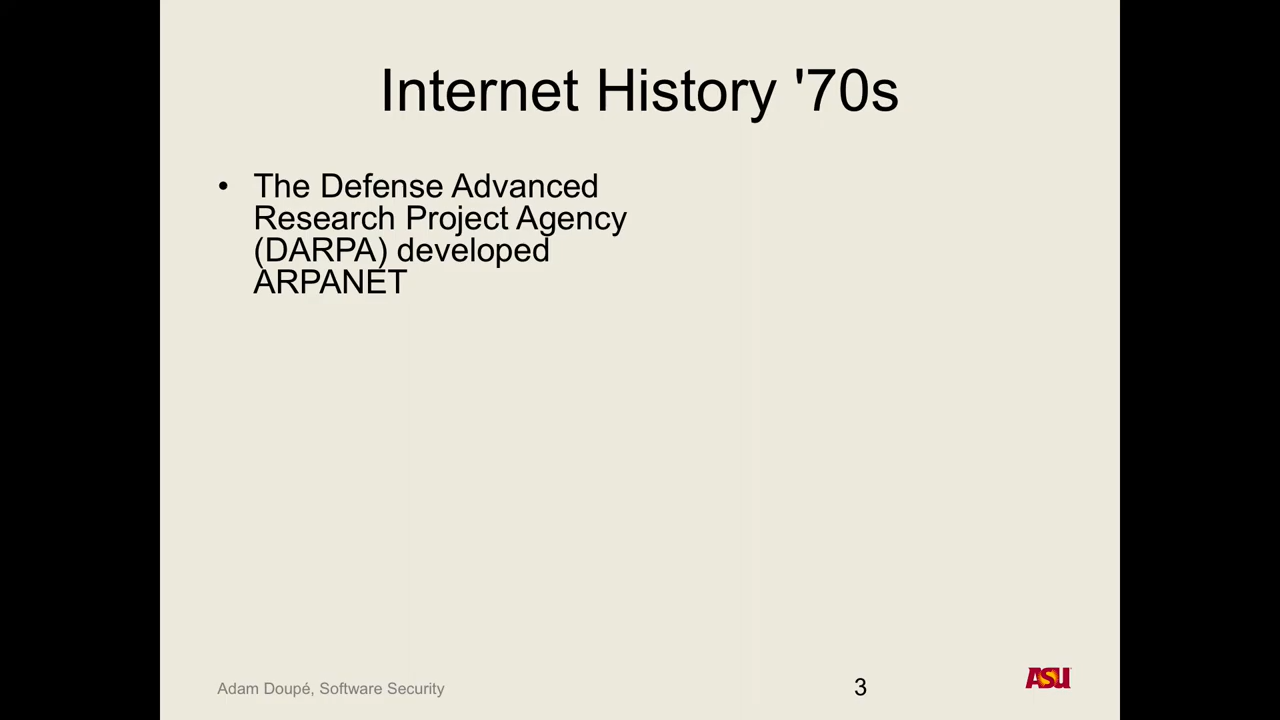 Internet History '70s
• The Defense Advanced
Research Project Agency
(DARPA) developed
ARPANET
Adam Doupé, Software Security
3
ASU